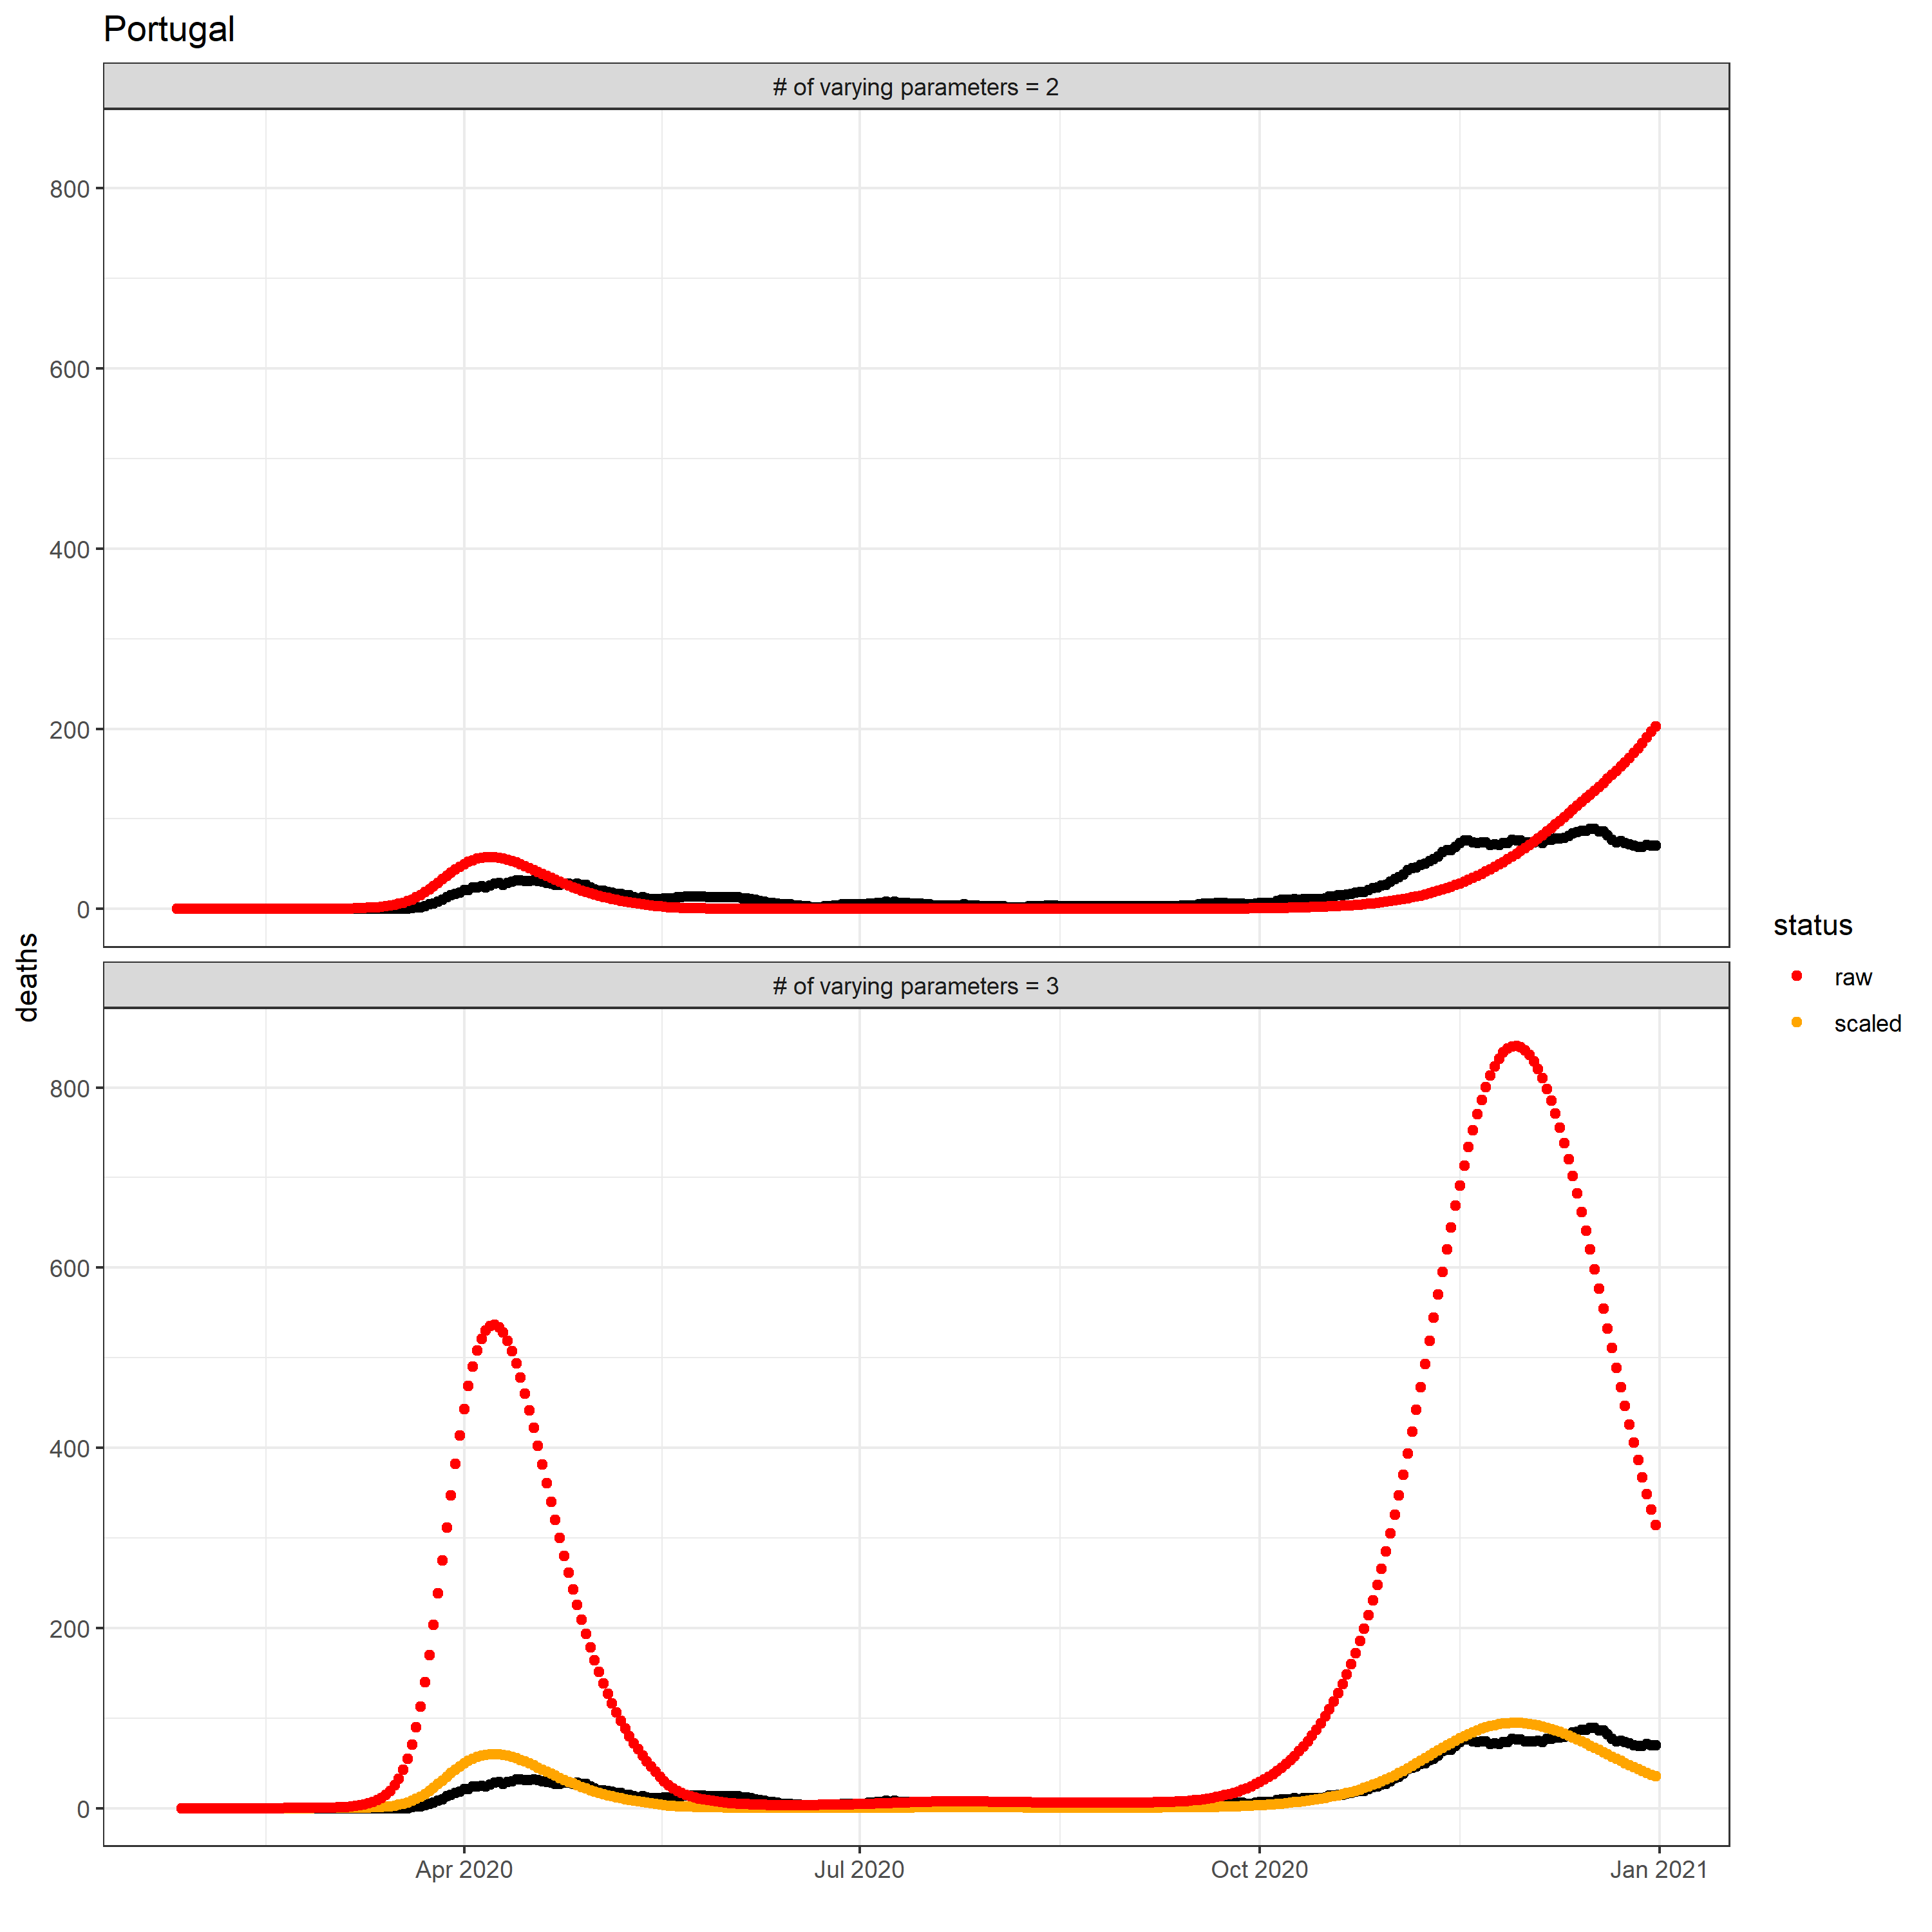 Portugal
# of varying parameters = 2
800
600
400
200
0
# of varying parameters = 3
800
600
400
200
0
deaths
Apr 2020
Jul 2020
Oct 2020
Jan 2021
status
raw
scaled